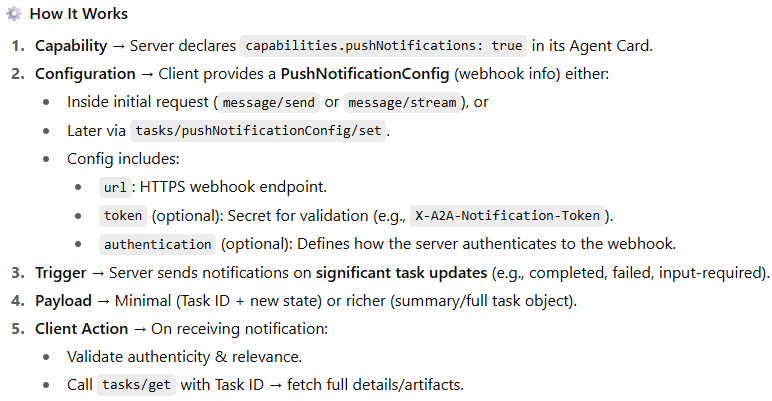 ⚙️ How It Works
1. Capability → Server declares capabilities.pushNotifications: true in its Agent Card.
2. Configuration → Client provides a PushNotificationConfig (webhook info) either:
• Inside initial request (message/send or message/stream), or
• Later via tasks/pushNotificationConfig/set.
• Config includes:
• url: HTTPS webhook endpoint.
• token (optional): Secret for validation (e.g., X-A2A-Notification-Token).
• authentication (optional): Defines how the server authenticates to the webhook.
3. Trigger → Server sends notifications on significant task updates (e.g., completed, failed, input-required).
4. Payload → Minimal (Task ID + new state) or richer (summary/full task object).
5. Client Action → On receiving notification:
• Validate authenticity & relevance.
• Call tasks/get with Task ID → fetch full details/artifacts.